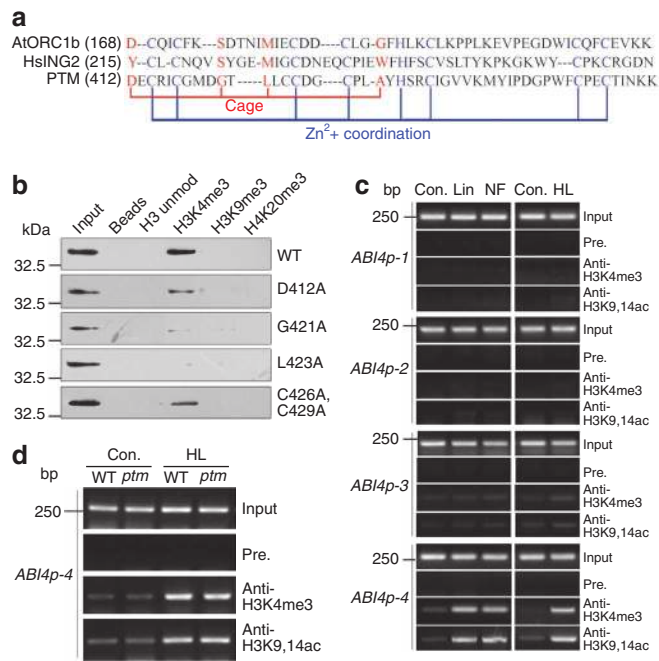 a
AtORC1b (168) D--CQICFK---SDTNIMIECDD----CLG-GFHLKCLKPPLKEVPEGDWICQFCEVKK
HsING2 (215) Y--CL-CNQV-SYGE-MIGCDNEQCPIEWFHFSCVSLTYKPKGKWY---CPKCRGDN
PTM (412) DECRICGMDGT----LLCCDG----CPL-AYHSRCIGVVKMYIPDGPWFCPECTINKK
Cage
Zn2+ coordination
b
kDa Input Beads H3 unmod H3K4me3 H3K9me3 H4K20me3
32.5 WT
32.5 D412A
32.5 G421A
32.5 L423A
32.5 C426A, C429A
c
bp Con. Lin NF Con. HL
250 Input
ABI4p-1 Pre.
Anti-H3K4me3
Anti-H3K9,14ac
250 Input
ABI4p-2 Pre.
Anti-H3K4me3
Anti-H3K9,14ac
250 Input
ABI4p-3 Pre.
Anti-H3K4me3
Anti-H3K9,14ac
250 Input
ABI4p-4 Pre.
Anti-H3K4me3
Anti-H3K9,14ac
d
Con. HL
bp WT ptm WT ptm
250 Input
ABI4p-4 Pre.
Anti-H3K4me3
Anti-H3K9,14ac